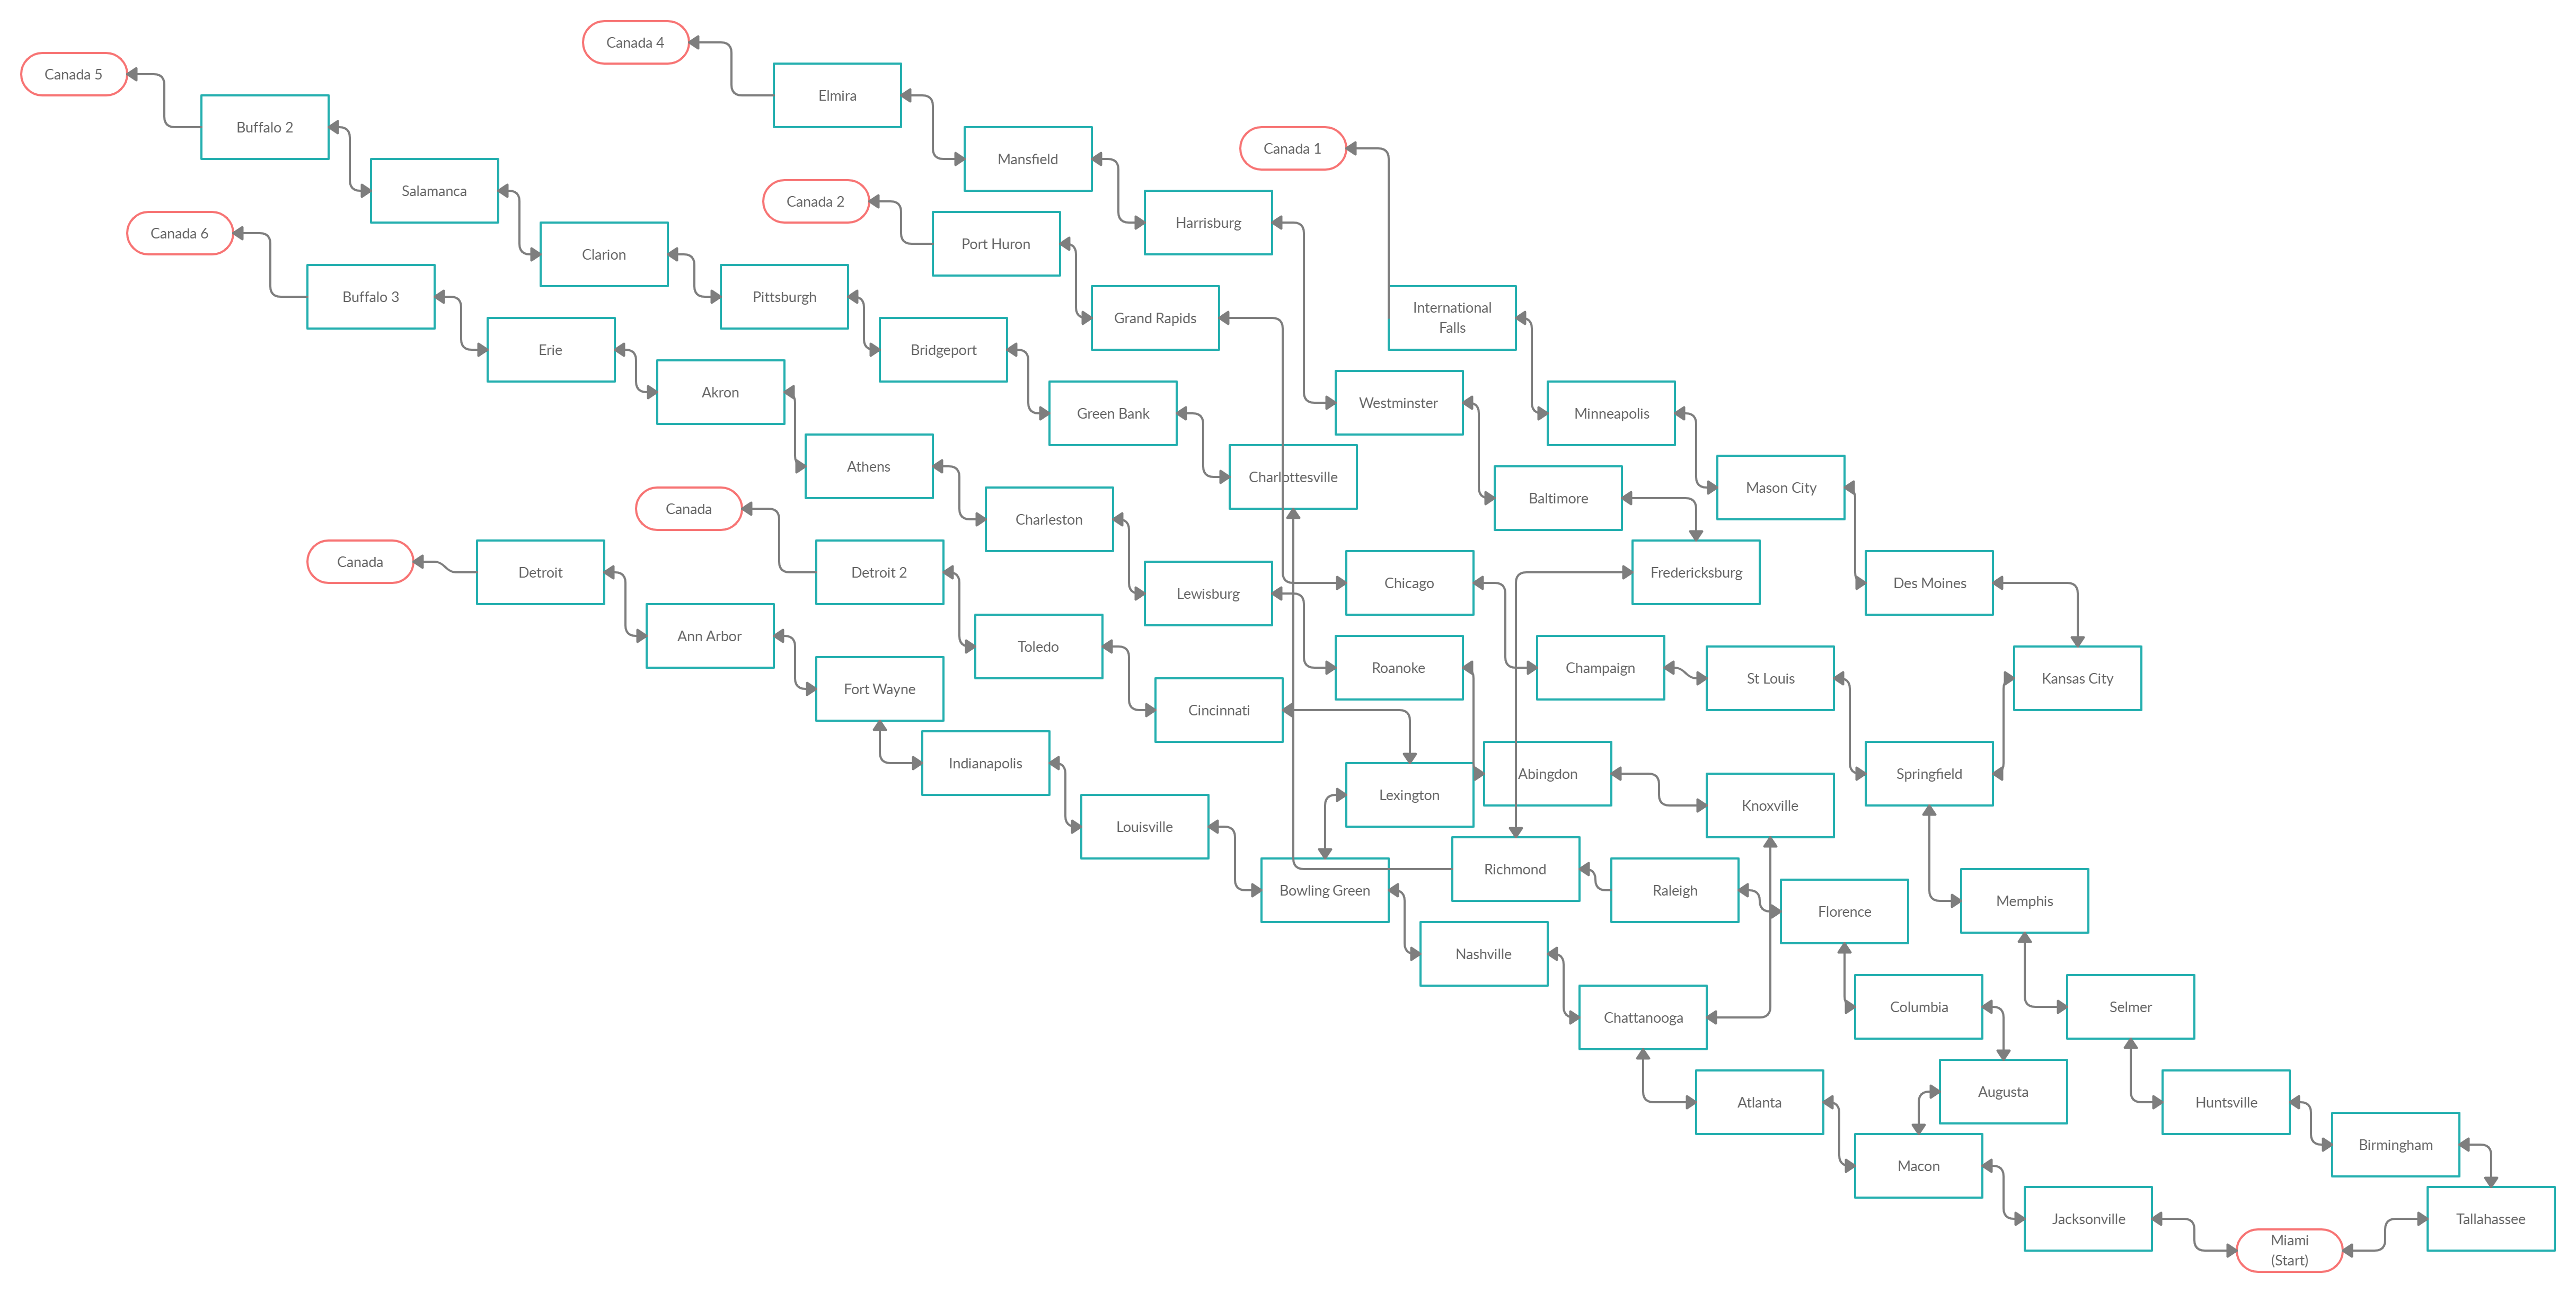 Canada 4
Canada 5
Elmira
Buffalo 2
Canada 1
Mansfield
Salamanca
Canada 2
Harrisburg
Canada 6
Port Huron
Clarion
Buffalo 3
Pittsburgh
International
Falls
Grand Rapids
Erie
Bridgeport
Akron
Westminster
Green Bank
Minneapolis
Athens
Charlottesville
Mason City
Baltimore
Canada
Charleston
Canada
Detroit
Detroit 2
Fredericksburg
Chicago
Des Moines
Lewisburg
Ann Arbor
Toledo
Roanoke
Champaign
St Louis
Kansas City
Fort Wayne
Cincinnati
Indianapolis
Abingdon
Springfield
Lexington
Knoxville
Louisville
Richmond
Bowling Green
Raleigh
Memphis
Florence
Nashville
Columbia
Selmer
Chattanooga
Augusta
Atlanta
Huntsville
Birmingham
Macon
Jacksonville
Tallahassee
Miami
(Start)